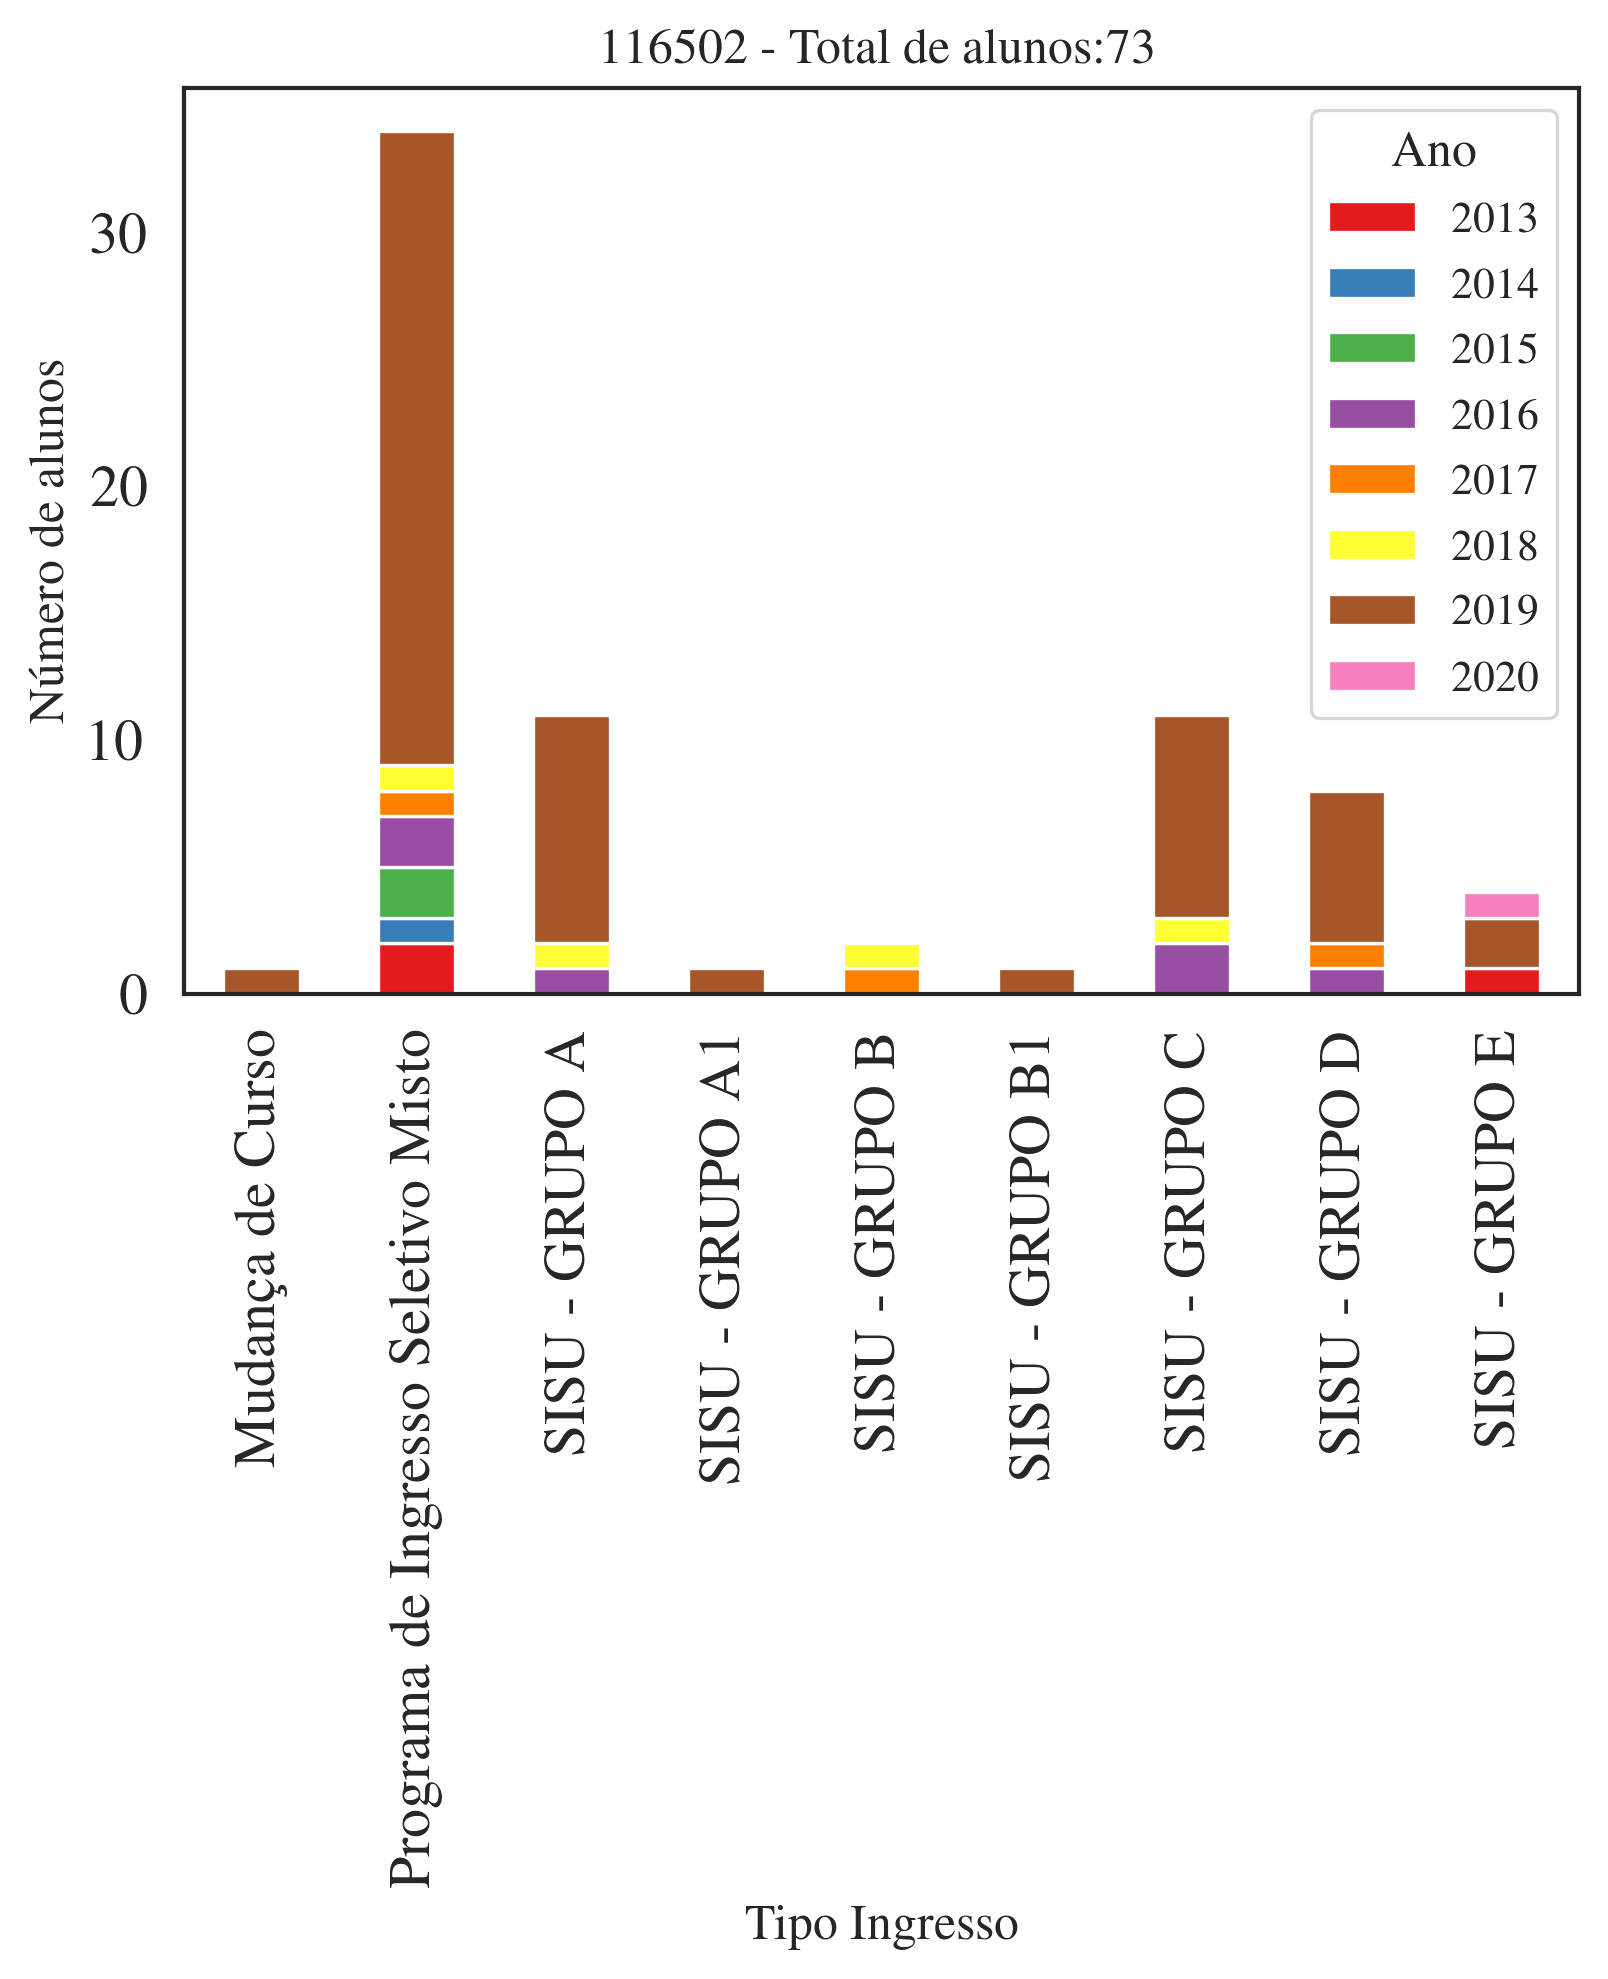 116502 - Total de alunos:73
Número de alunos
30
20
10
0
Ano
2013
2014
2015
2016
2017
2018
2019
2020
Mudança de Curso
Programa de Ingresso Seletivo Misto
SISU - GRUPO A
SISU - GRUPO A1
SISU - GRUPO B
SISU - GRUPO B1
SISU - GRUPO C
SISU - GRUPO D
SISU - GRUPO E
Tipo Ingresso